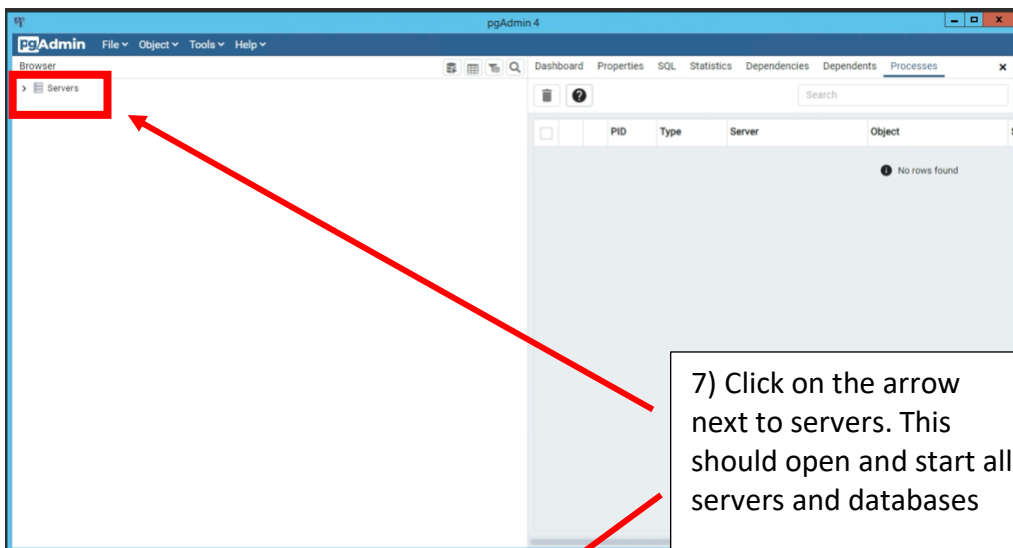 pgAdmin 4
pgAdmin File Object Tools Help
Browser
Dashboard Properties SQL Statistics Dependencies Dependents Processes
Servers
Search
PID Type Server Object
No rows found
7) Click on the arrow
next to servers. This
should open and start all
servers and databases